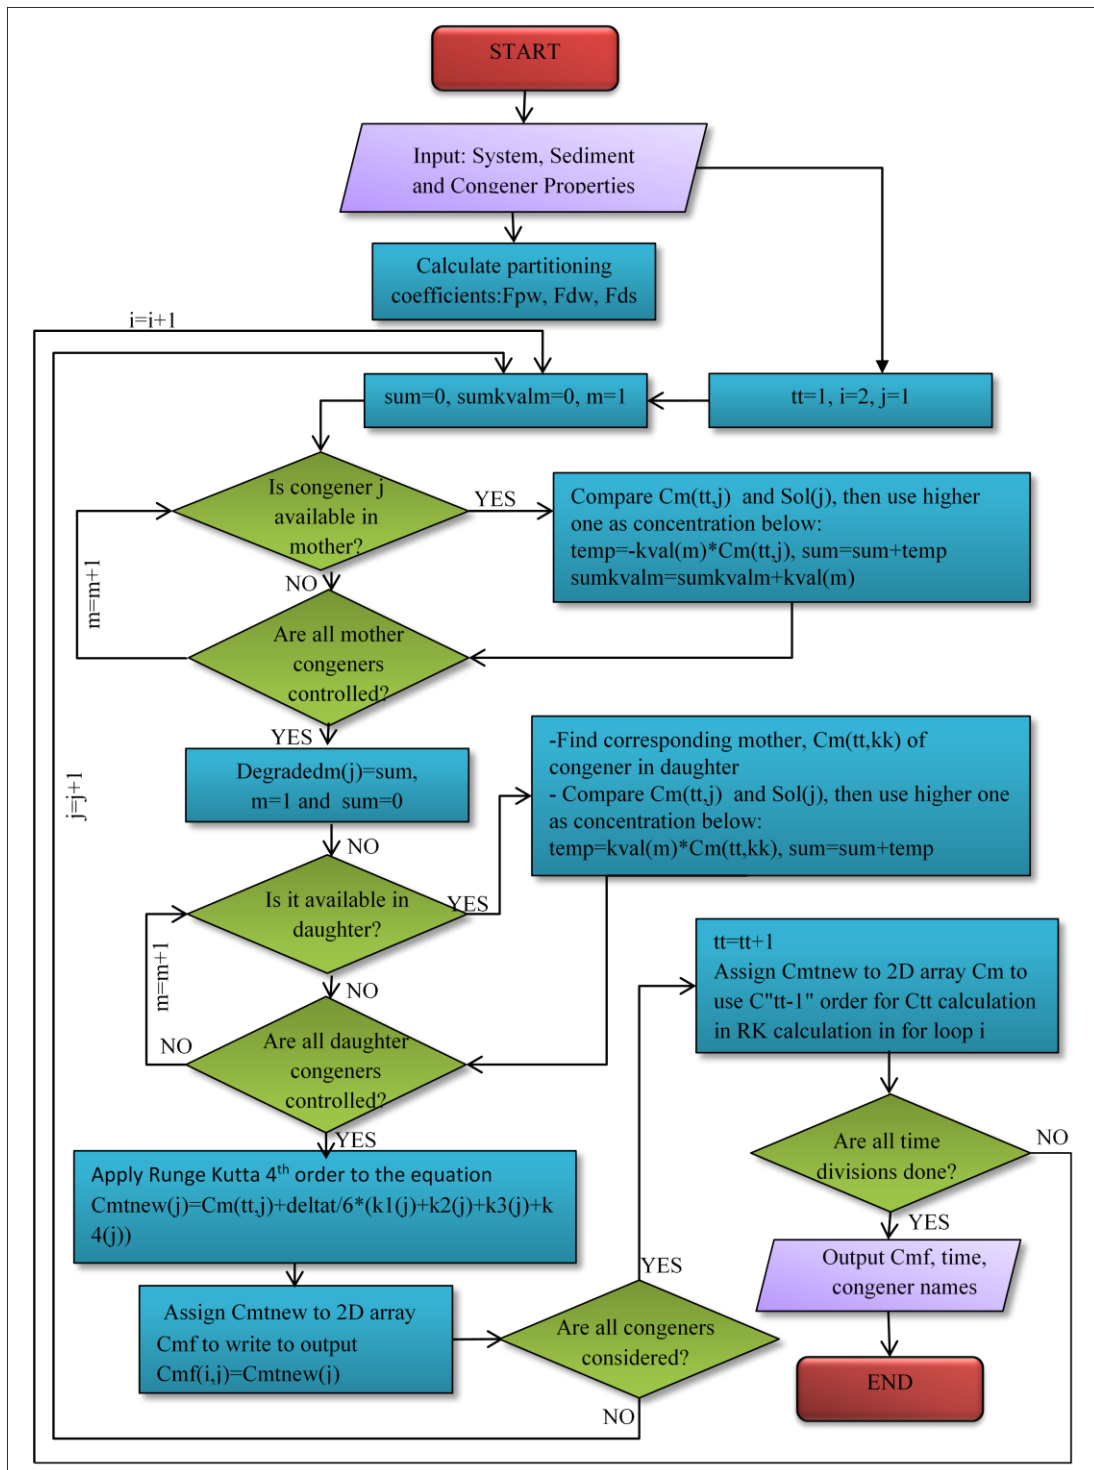 START
Input: System, Sediment
and Congener Properties
Calculate partitioning
coefficients:Fpw, Fdw, Fds
i=i+1
sum=0, sumkvalm=0, m=1
tt=1, i=2, j=1
Is congener j
available in
mother?
YES
Compare Cm(tt,j) and Sol(j), then use higher
one as concentration below:
temp=-kval(m)*Cm(tt,j), sum=sum+temp
sumkvalm=sumkvalm+kval(m)
NO
m=m+1
Are all mother
congeners
controlled?
YES
j=j+1
Degradedm(j)=sum,
m=1 and sum=0
-Find corresponding mother, Cm(tt,kk) of
congener in daughter
- Compare Cm(tt,j) and Sol(j), then use higher one
as concentration below:
temp=kval(m)*Cm(tt,kk), sum=sum+temp
NO
Is it available in
daughter?
YES
m=m+1
NO
Are all daughter
congeners
controlled?
NO
YES
tt=tt+1
Assign Cmtnew to 2D array Cm to
use C"tt-1" order for Ctt calculation
in RK calculation in for loop i
Are all time
divisions done?
NO
YES
Apply Runge Kutta 4th order to the equation
Cmtnew(j)=Cm(tt,j)+deltat/6*(k1(j)+k2(j)+k3(j)+k
4(j))
Output Cmf, time,
congener names
YES
Assign Cmtnew to 2D array
Cmf to write to output
Cmf(i,j)=Cmtnew(j)
Are all congeners
considered?
NO
END